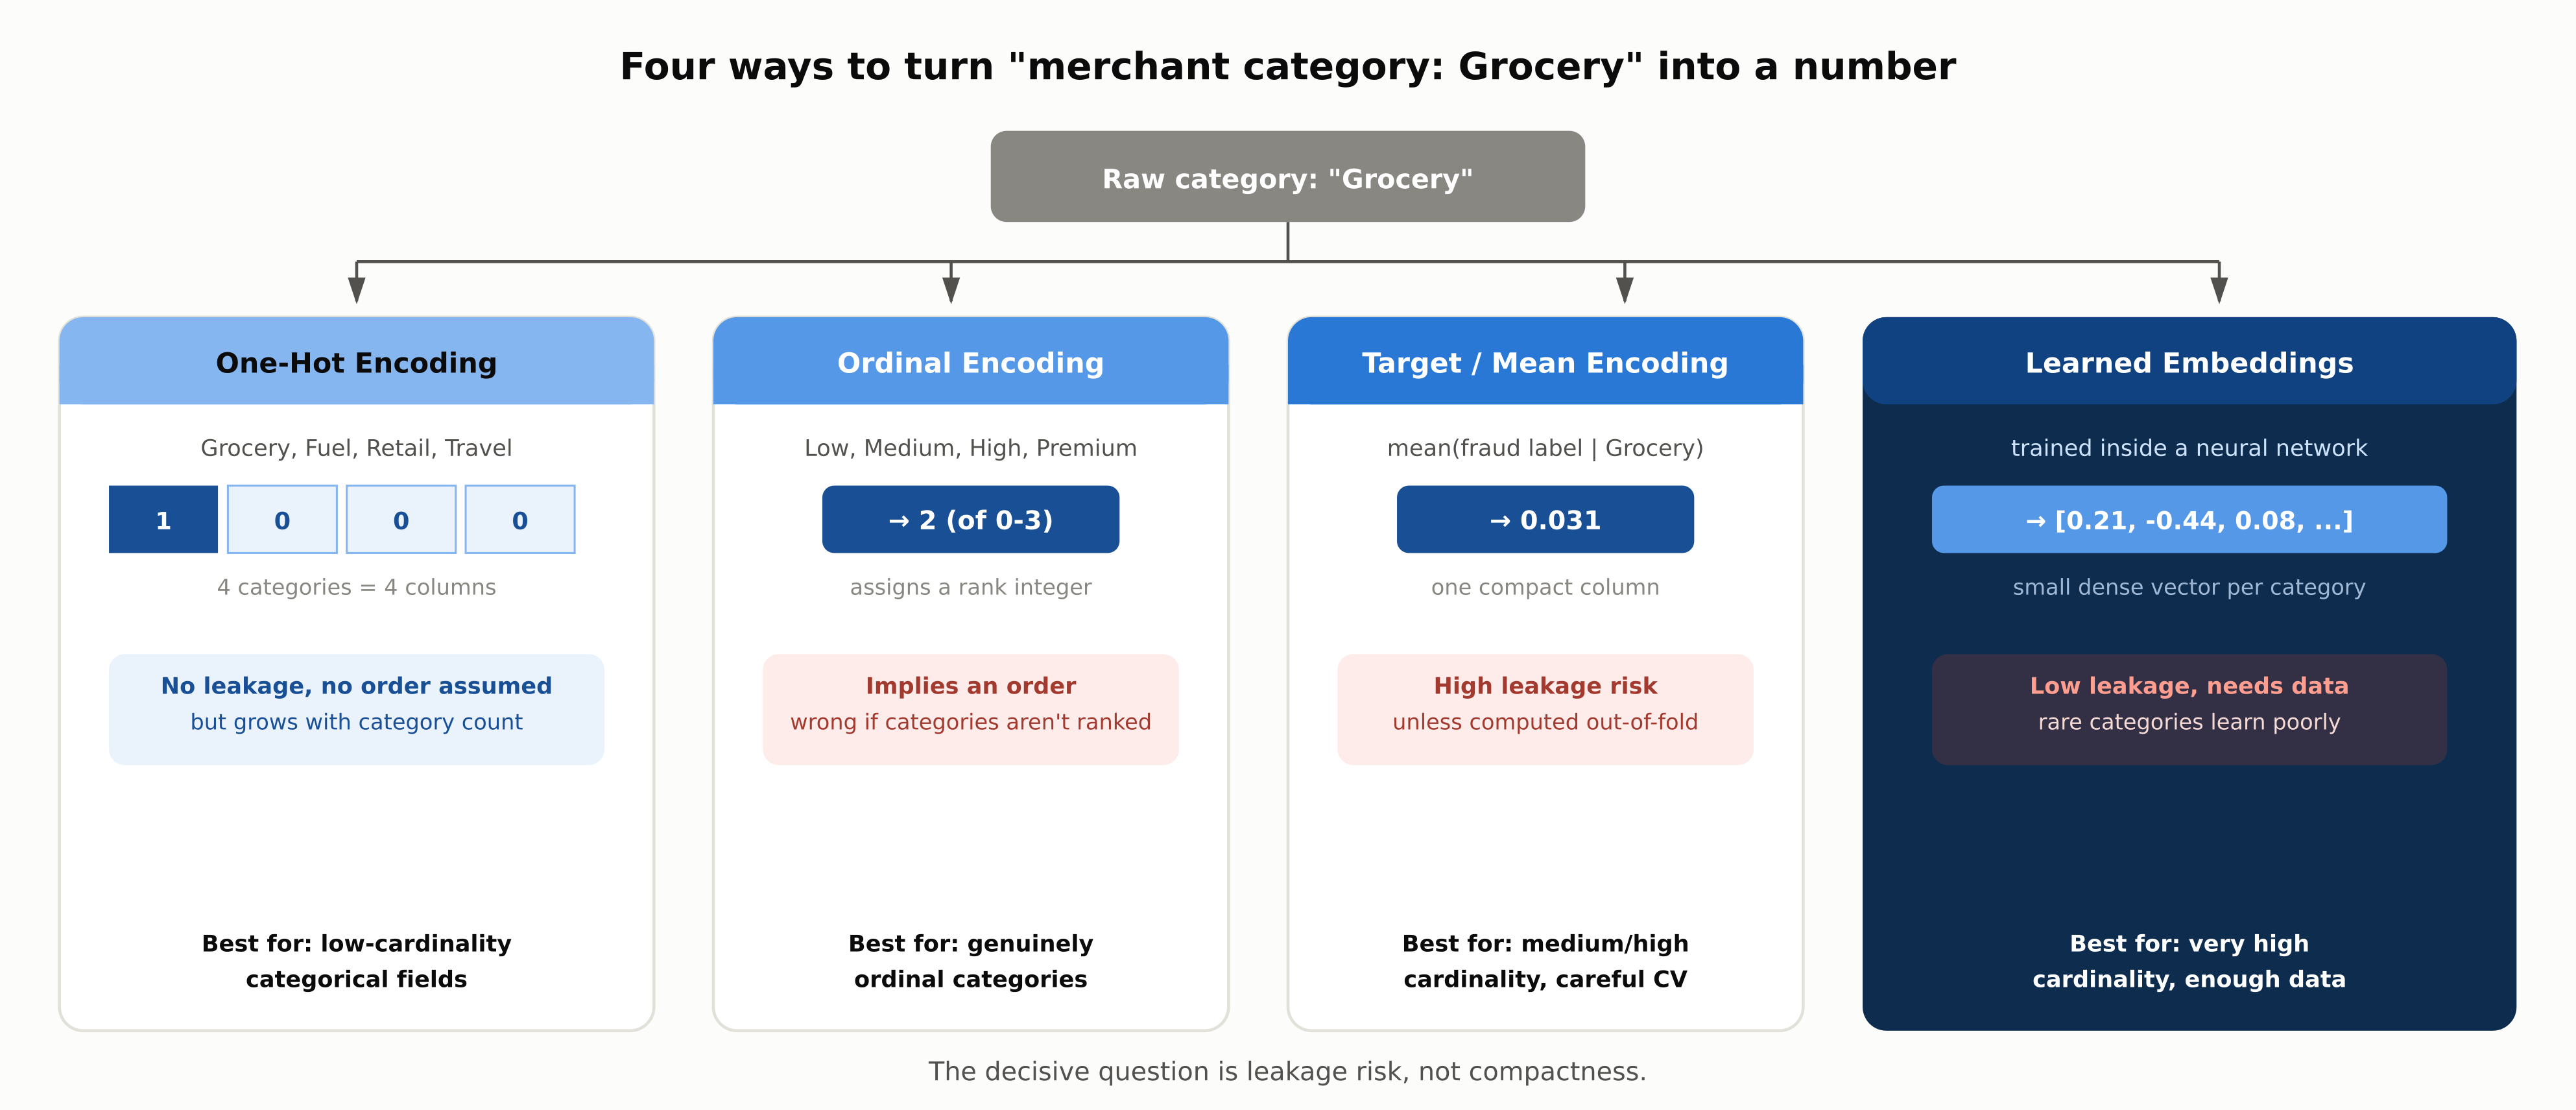 Four ways to turn "merchant category: Grocery" into a number
Raw category: "Grocery"
One-Hot Encoding
Grocery, Fuel, Retail, Travel
1
0
0
0
4 categories = 4 columns
No leakage, no order assumed
but grows with category count
Best for: low-cardinality
categorical fields
Ordinal Encoding
Low, Medium, High, Premium
→ 2 (of 0-3)
assigns a rank integer
Implies an order
wrong if categories aren't ranked
Best for: genuinely
ordinal categories
Target / Mean Encoding
mean(fraud label | Grocery)
→ 0.031
one compact column
High leakage risk
unless computed out-of-fold
Best for: medium/high
cardinality, careful CV
Learned Embeddings
trained inside a neural network
→ [0.21, -0.44, 0.08, ...]
small dense vector per category
Low leakage, needs data
rare categories learn poorly
Best for: very high
cardinality, enough data
The decisive question is leakage risk, not compactness.